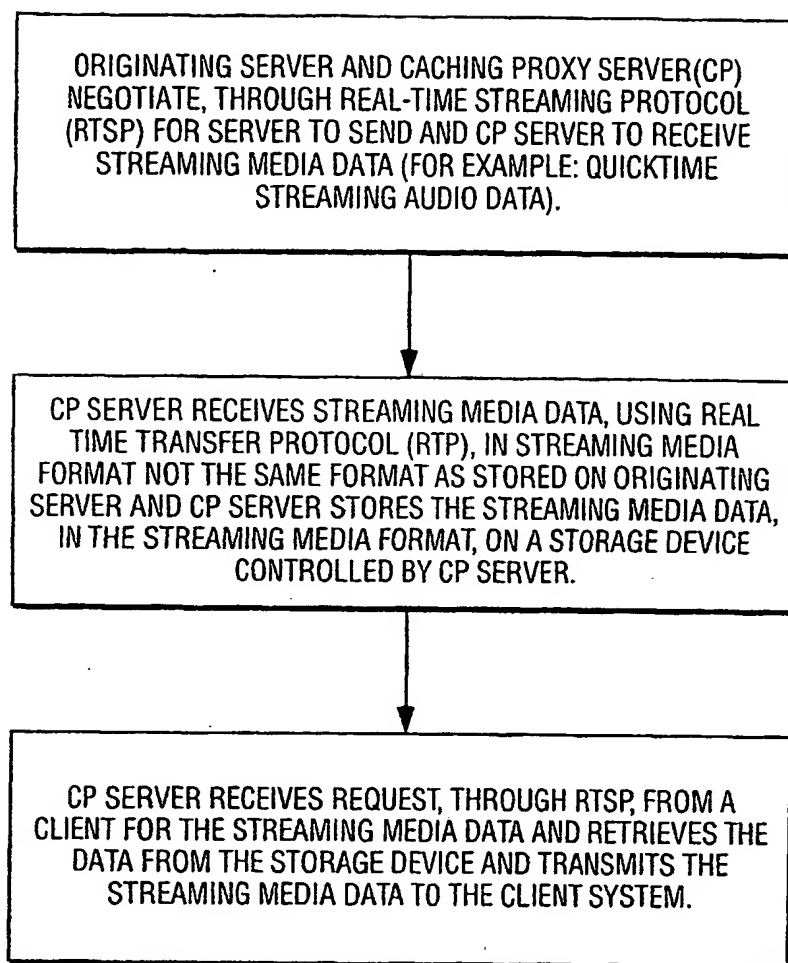 ORIGINATING SERVER AND CACHING PROXY SERVER(CP)
NEGOTIATE, THROUGH REAL-TIME STREAMING PROTOCOL
(RTSP) FOR SERVER TO SEND AND CP SERVER TO RECEIVE
STREAMING MEDIA DATA (FOR EXAMPLE: QUICKTIME
STREAMING AUDIO DATA).
CP SERVER RECEIVES STREAMING MEDIA DATA, USING REAL
TIME TRANSFER PROTOCOL (RTP), IN STREAMING MEDIA
FORMAT NOT THE SAME FORMAT AS STORED ON ORIGINATING
SERVER AND CP SERVER STORES THE STREAMING MEDIA DATA,
IN THE STREAMING MEDIA FORMAT, ON A STORAGE DEVICE
CONTROLLED BY CP SERVER.
CP SERVER RECEIVES REQUEST, THROUGH RTSP, FROM A
CLIENT FOR THE STREAMING MEDIA DATA AND RETRIEVES THE
DATA FROM THE STORAGE DEVICE AND TRANSMITS THE
STREAMING MEDIA DATA TO THE CLIENT SYSTEM.